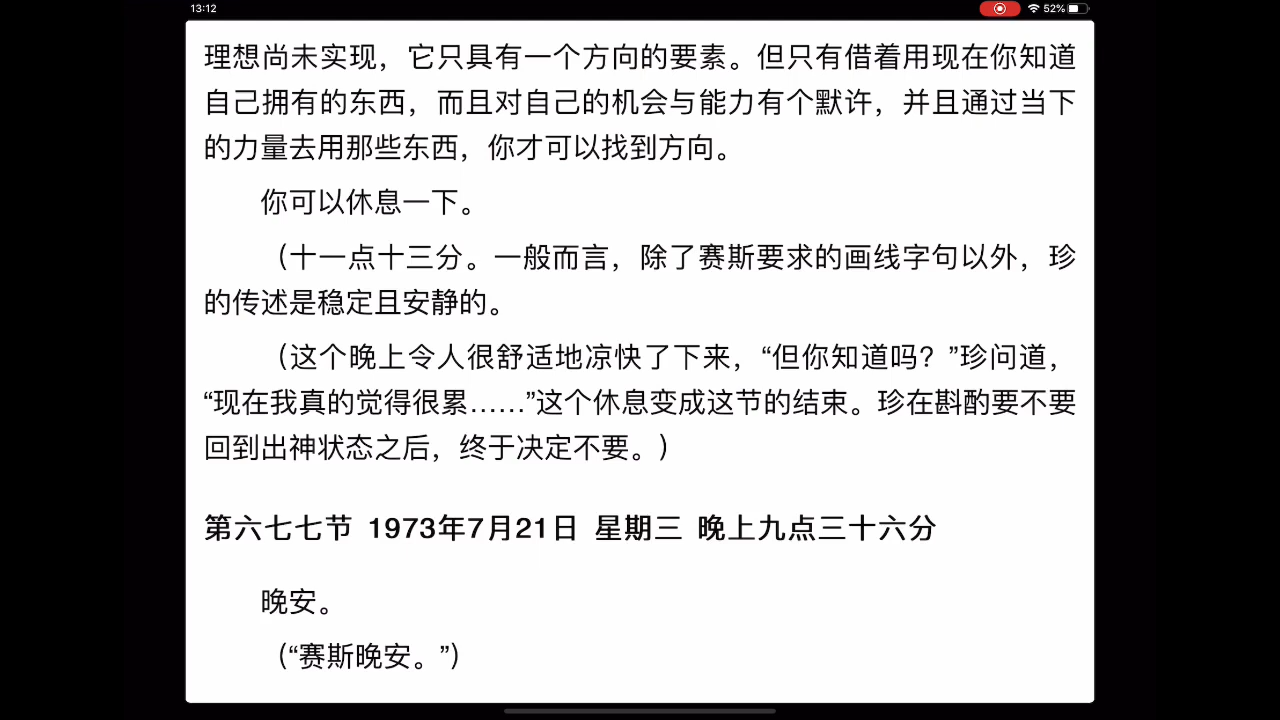 13:12
52%
理想尚未实现，它只具有一个方向的要素。但只有借着用现在你知道
自己拥有的东西，而且对自己的机会与能力有个默许，并且通过当下
的力量去用那些东西，你才可以找到方向。
你可以休息一下。
（十一点十三分。一般而言，除了赛斯要求的画线字句以外，珍
的传述是稳定且安静的。
（这个晚上令人很舒适地凉快了下来，“但你知道吗？”珍问道，
“现在我真的觉得很累……”这个休息变成这节的结束。珍在斟酌要不要
回到出神状态之后，终于决定不要。）
第六七七节 1973年7月21日 星期三 晚上九点三十六分
晚安。
（“赛斯晚安。”）